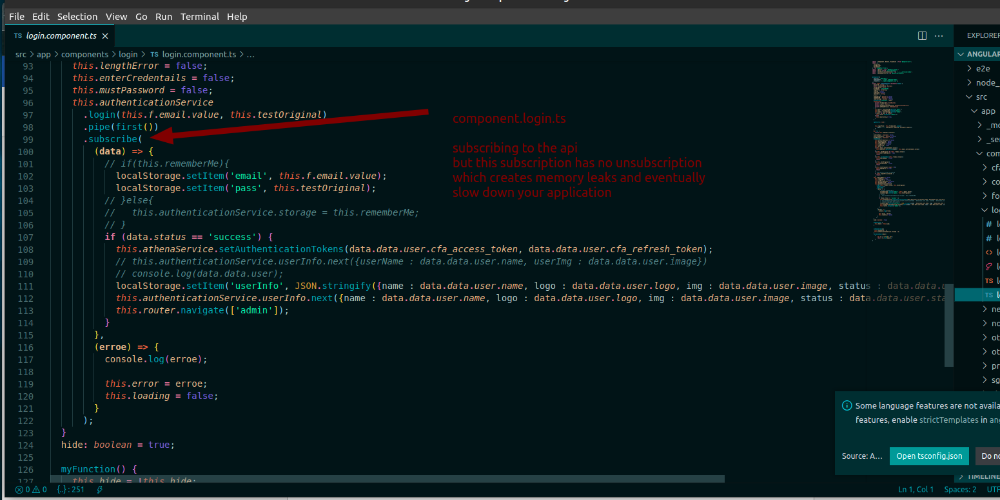 File Edit Selection View Go Run Terminal Help
TS login.component.ts ×
EXPLORER
src > app > components > login > TS login.component.ts > ...
ANGULAR
93 this.lengthError = false;
94 this.enterCredentails = false;
95 this.mustPassword = false;
96 this.authenticationService
97 .login(this.f.email.value, this.testOriginal)
98 .pipe(first())
99 .subscribe(
100 (data) => {
101 // if(this.rememberMe){
102 localStorage.setItem('email', this.f.email.value);
103 localStorage.setItem('pass', this.testOriginal);
104 // }else{
105 //   this.authenticationService.storage = this.rememberMe;
106 // }
107 if (data.status == 'success') {
108 this.athenaService.setAuthenticationTokens(data.data.user.cfa_access_token, data.data.user.cfa_refresh_token);
109 // this.authenticationService.userInfo.next({userName : data.data.user.name, userImg : data.data.user.image})
110 // console.log(data.data.user);
111 localStorage.setItem('userInfo', JSON.stringify({name : data.data.user.name, logo : data.data.user.logo, img : data.data.user.image, status : data.data.u
112 this.authenticationService.userInfo.next({name : data.data.user.name, logo : data.data.user.logo, img : data.data.user.image, status : data.data.user.sta
113 this.router.navigate(['admin']);
114 }
115 },
116 (erroe) => {
117 console.log(erroe);
118
119 this.error = erroe;
120 this.loading = false;
121 }
122 );
123 }
124 hide: boolean = true;
125
126 myFunction() {
127 this.hide = !this.hide;
component.login.ts
subscribing to the api
but this subscription has no unsubscription
which creates memory leaks and eventually
slow down your application
> e2e
> node_
src
app
> _mo
> _se
com
> cfa
> co
> fo
lo
# l
# l
<> l
l
TS l
TS l
> ne
> no
> ot
> ot
> pr
> sg
Some language features are not availa
features, enable strictTemplates in an
Source: A... Open tsconfig.json Do no
> TIMELINE
0 0 {..} : 251
Ln 1, Col 1 Spaces: 2 UTF